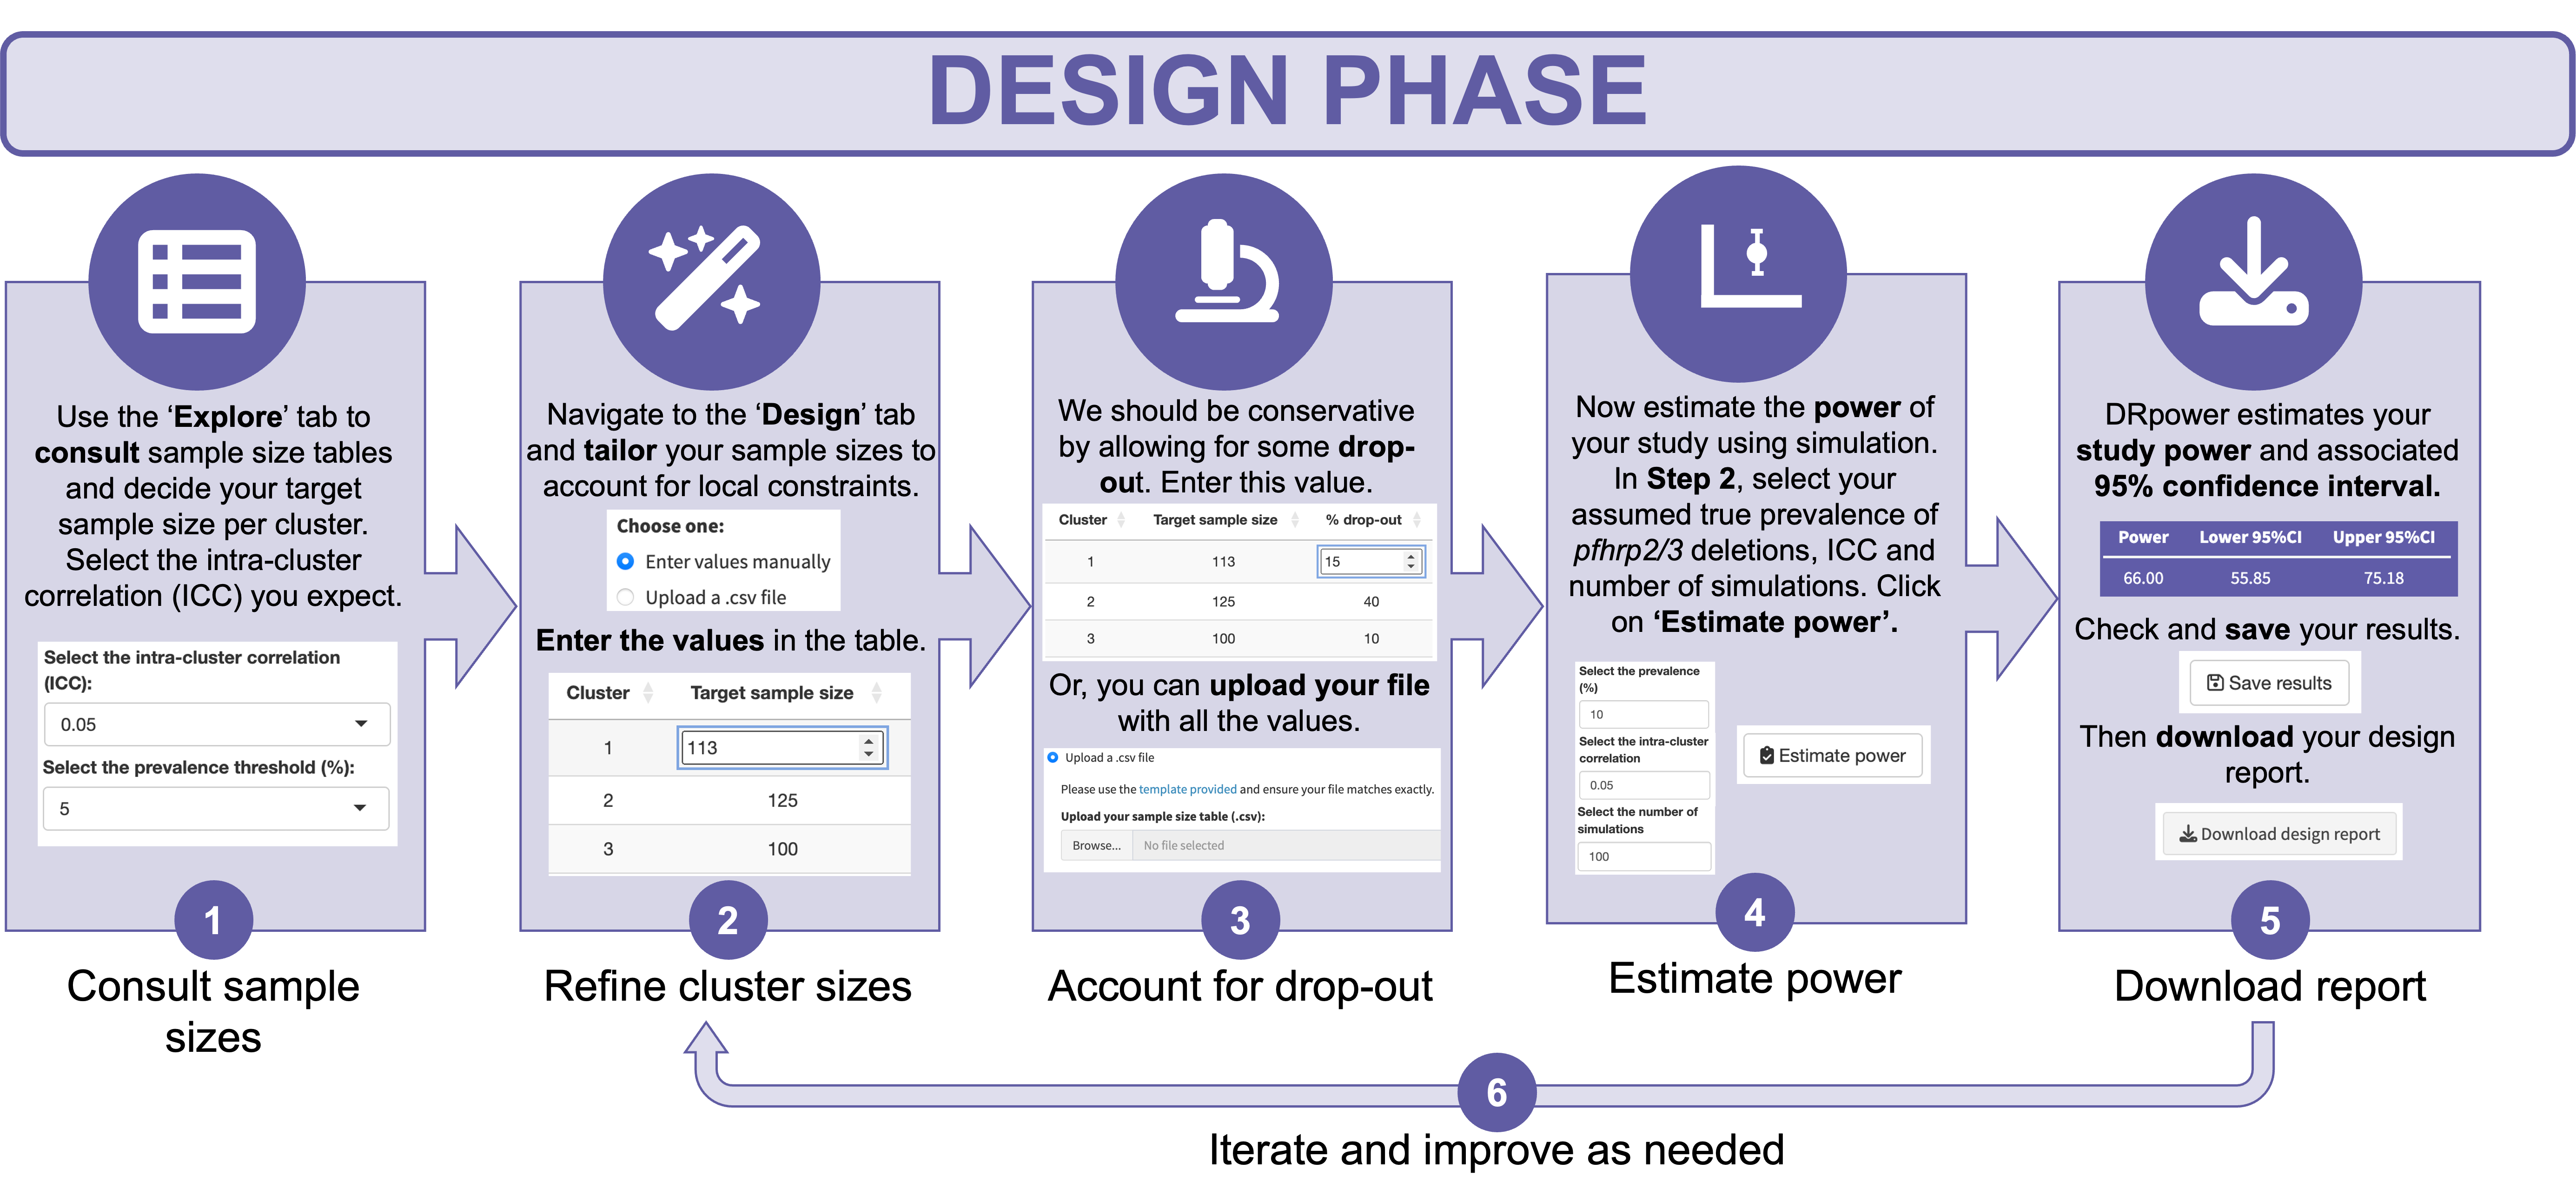 DESIGN PHASE
Use the ‘Explore’ tab to
consult sample size tables
and decide your target
sample size per cluster.
Select the intra-cluster
correlation (ICC) you expect.
Select the intra-cluster correlation
(ICC):
0.05
Select the prevalence threshold (%):
5
1
Consult sample
sizes
Navigate to the ‘Design’ tab
and tailor your sample sizes to
account for local constraints.
Choose one:
Enter values manually
Upload a .csv file
Enter the values in the table.
Cluster Target sample size
1 113
2 125
3 100
2
Refine cluster sizes
We should be conservative
by allowing for some drop-
out. Enter this value.
Cluster Target sample size % drop-out
1 113 15
2 125 40
3 100 10
Or, you can upload your file
with all the values.
Upload a .csv file
Please use the template provided and ensure your file matches exactly.
Upload your sample size table (.csv):
Browse... No file selected
3
Account for drop-out
Now estimate the power of
your study using simulation.
In Step 2, select your
assumed true prevalence of
pfhrp2/3 deletions, ICC and
number of simulations. Click
on ‘Estimate power’.
Select the prevalence
(%)
10
Select the intra-cluster
correlation
0.05
Select the number of
simulations
100
Estimate power
4
Estimate power
DRpower estimates your
study power and associated
95% confidence interval.
Power Lower 95%CI Upper 95%CI
66.00 55.85 75.18
Check and save your results.
Save results
Then download your design
report.
Download design report
5
Download report
6
Iterate and improve as needed